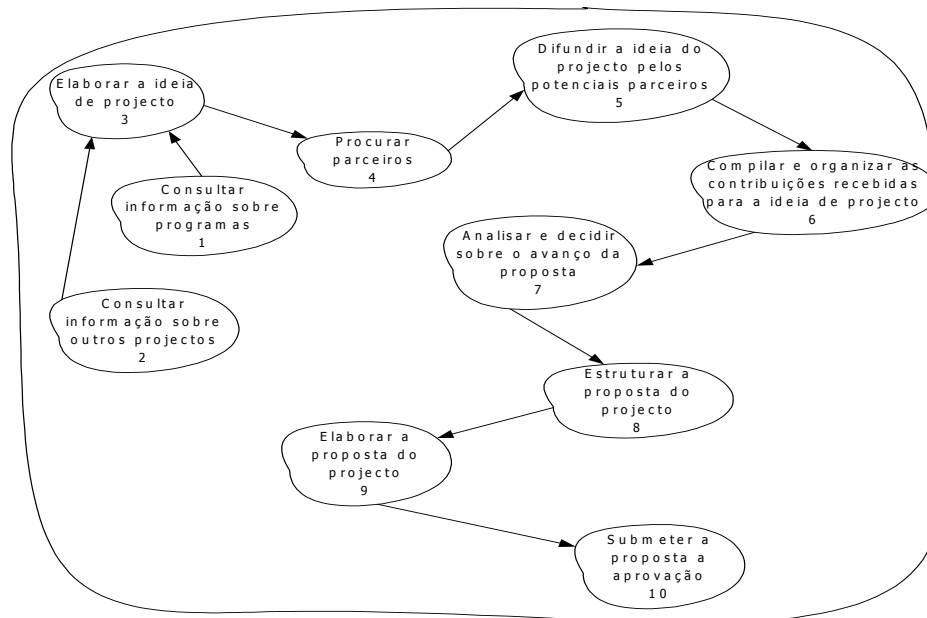 Elaborar a ideia
de projecto
3
Consultar
informação sobre
programas
1
Consultar
informação sobre
outros projectos
2
Procurar
parceiros
4
Difundir a ideia do
projecto pelos
potenciais parceiros
5
Compilar e organizar as
contribuições recebidas
para a ideia de projecto
6
Analisar e decidir
sobre o avanço da
proposta
7
Estruturar a
proposta do
projecto
8
Elaborar a
proposta do
projecto
9
Submeter a
proposta a
aprovação
10